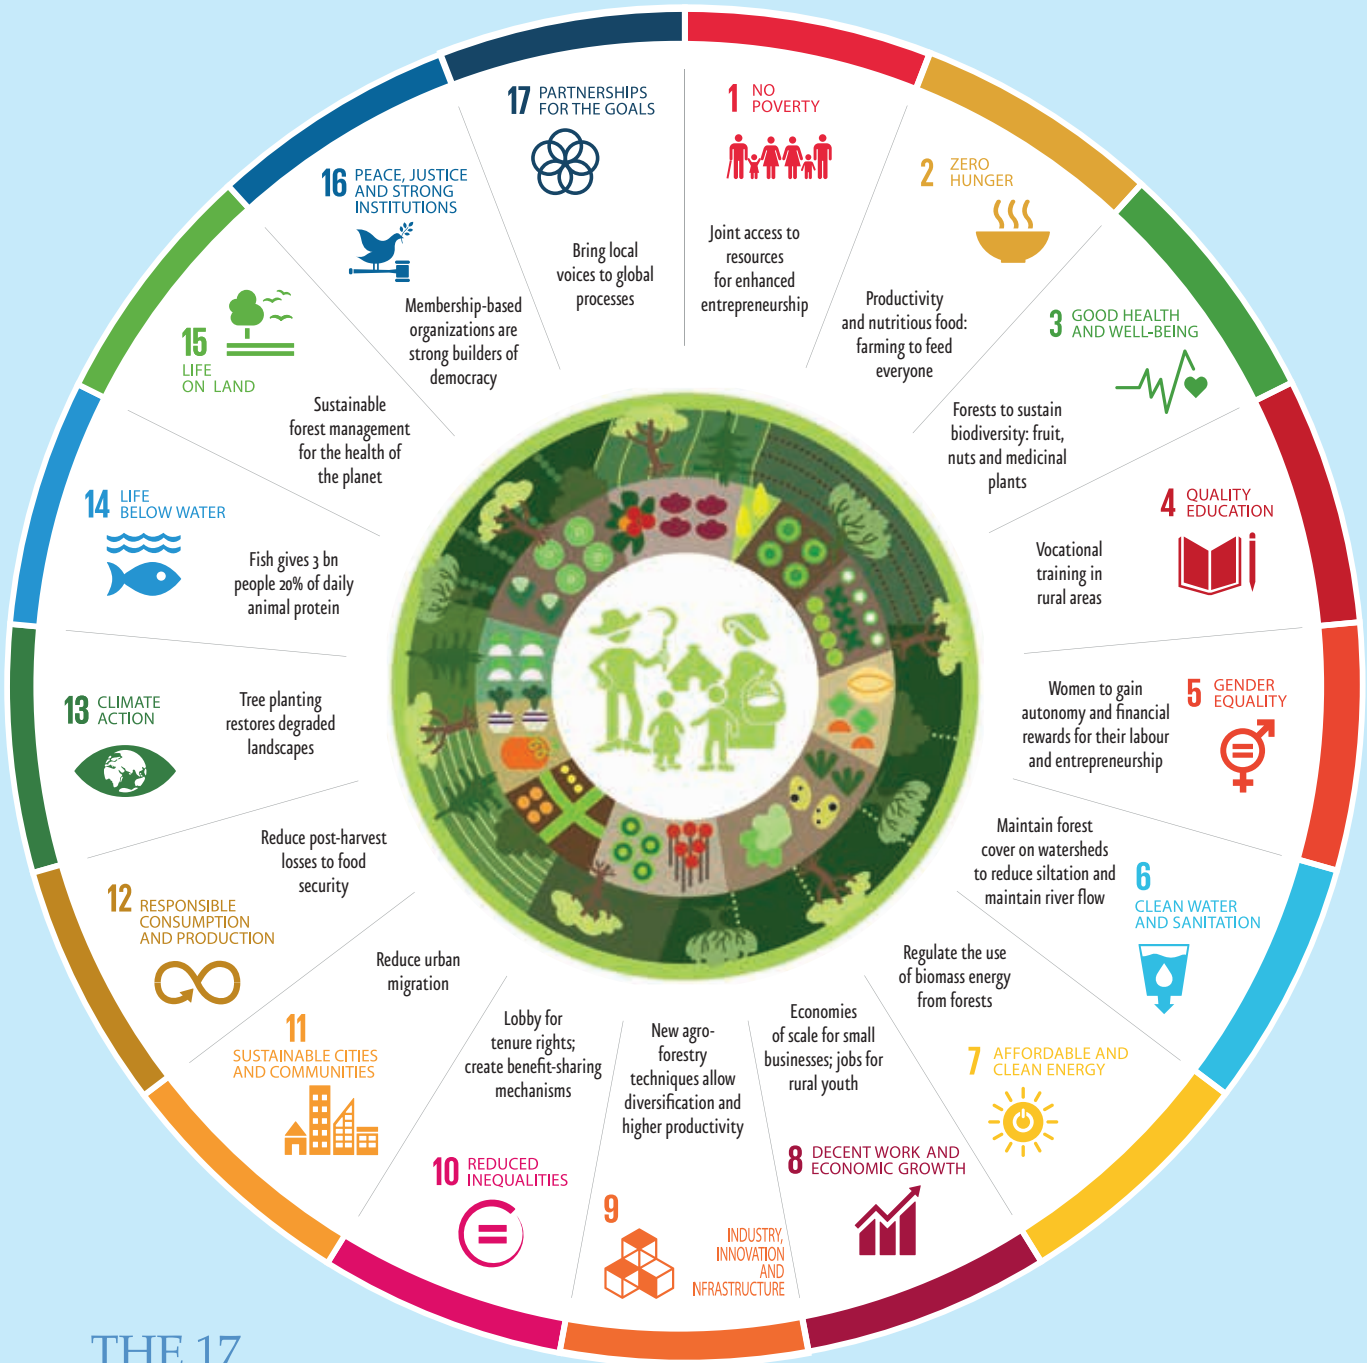 17 PARTNERSHIPS
FOR THE GOALS
Bring local
voices to global
processes
1 NO
POVERTY
Joint access to
resources
for enhanced
entrepreneurship
2 ZERO
HUNGER
Productivity
and nutritious food:
farming to feed
everyone
3 GOOD HEALTH
AND WELL-BEING
Forests to sustain
biodiversity: fruit,
nuts and medicinal
plants
4 QUALITY
EDUCATION
Vocational
training in
rural areas
5 GENDER
EQUALITY
Women to gain
autonomy and financial
rewards for their labour
and entrepreneurship
6
CLEAN WATER
AND SANITATION
Maintain forest
cover on watersheds
to reduce siltation and
maintain river flow
7 AFFORDABLE AND
CLEAN ENERGY
Regulate the use
of biomass energy
from forests
8 DECENT WORK AND
ECONOMIC GROWTH
Economies
of scale for small
businesses; jobs for
rural youth
9
INDUSTRY,
INNOVATION
AND
INFRASTRUCTURE
New agro-
forestry
techniques allow
diversification and
higher productivity
10 REDUCED
INEQUALITIES
Lobby for
tenure rights;
create benefit-sharing
mechanisms
11
SUSTAINABLE CITIES
AND COMMUNITIES
Reduce urban
migration
12 RESPONSIBLE
CONSUMPTION
AND PRODUCTION
Reduce post-harvest
losses to food
security
13 CLIMATE
ACTION
Tree planting
restores degraded
landscapes
14 LIFE
BELOW WATER
Fish gives 3 bn
people 20% of daily
animal protein
15
LIFE
ON LAND
Sustainable
forest management
for the health of
the planet
16 PEACE, JUSTICE
AND STRONG
INSTITUTIONS
Membership-based
organizations are
strong builders of
democracy
THE 17